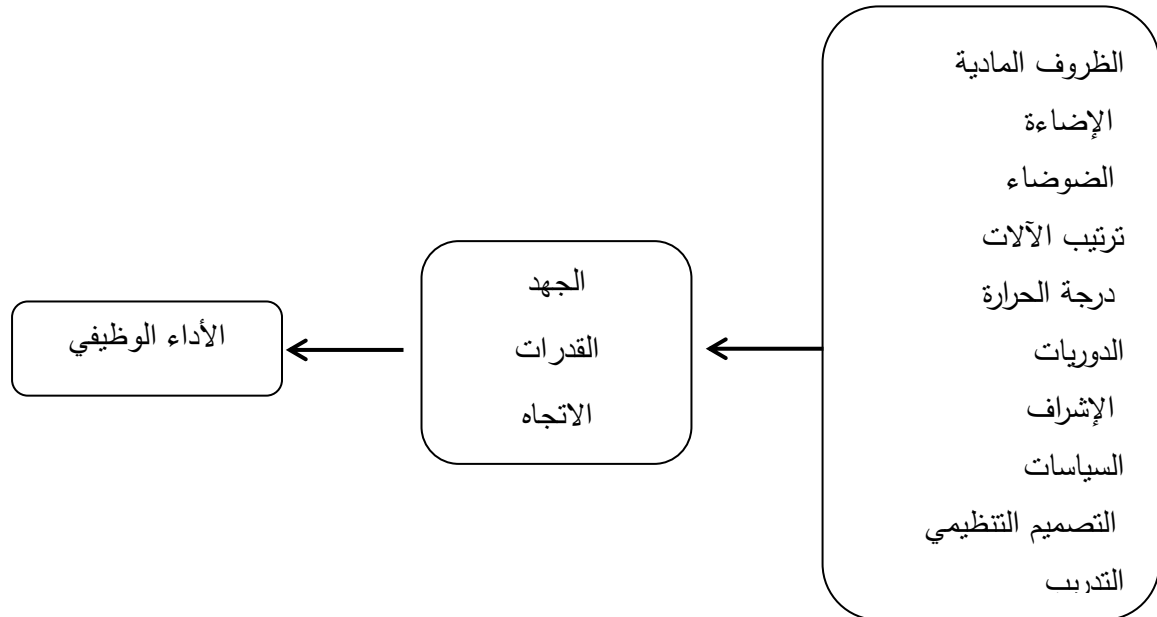 الظروف المادية
الإضاءة
الضوضاء
ترتيب الآلات
درجة الحرارة
الدوريات
الإشراف
السياسات
التصميم التنظيمي
التدريب
الجهد
القدرات
الاتجاه
الأداء الوظيفي